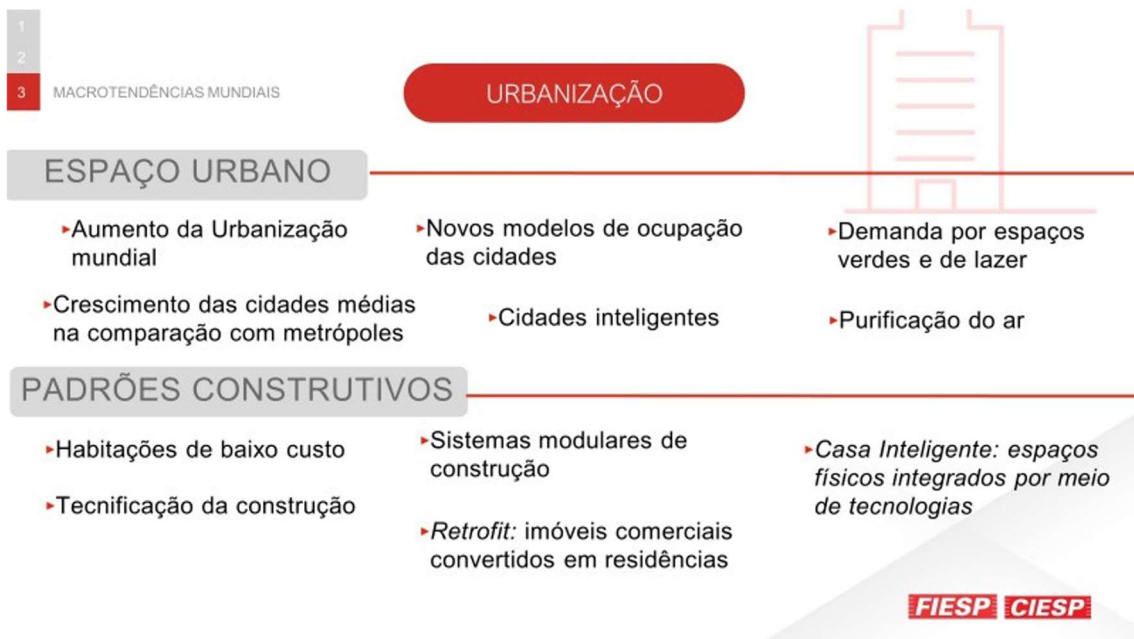 1
2
3
MACROTENDÊNCIAS MUNDIAIS
URBANIZAÇÃO
ESPAÇO URBANO
▸Aumento da Urbanização
mundial
▸Crescimento das cidades médias
na comparação com metrópoles
▸Novos modelos de ocupação
das cidades
▸Cidades inteligentes
▸Demanda por espaços
verdes e de lazer
▸Purificação do ar
PADRÕES CONSTRUTIVOS
▸Habitações de baixo custo
▸Tecnificação da construção
▸Sistemas modulares de
construção
▸Retrofit: imóveis comerciais
convertidos em residências
▸Casa Inteligente: espaços
físicos integrados por meio
de tecnologias
FIESP CIESP